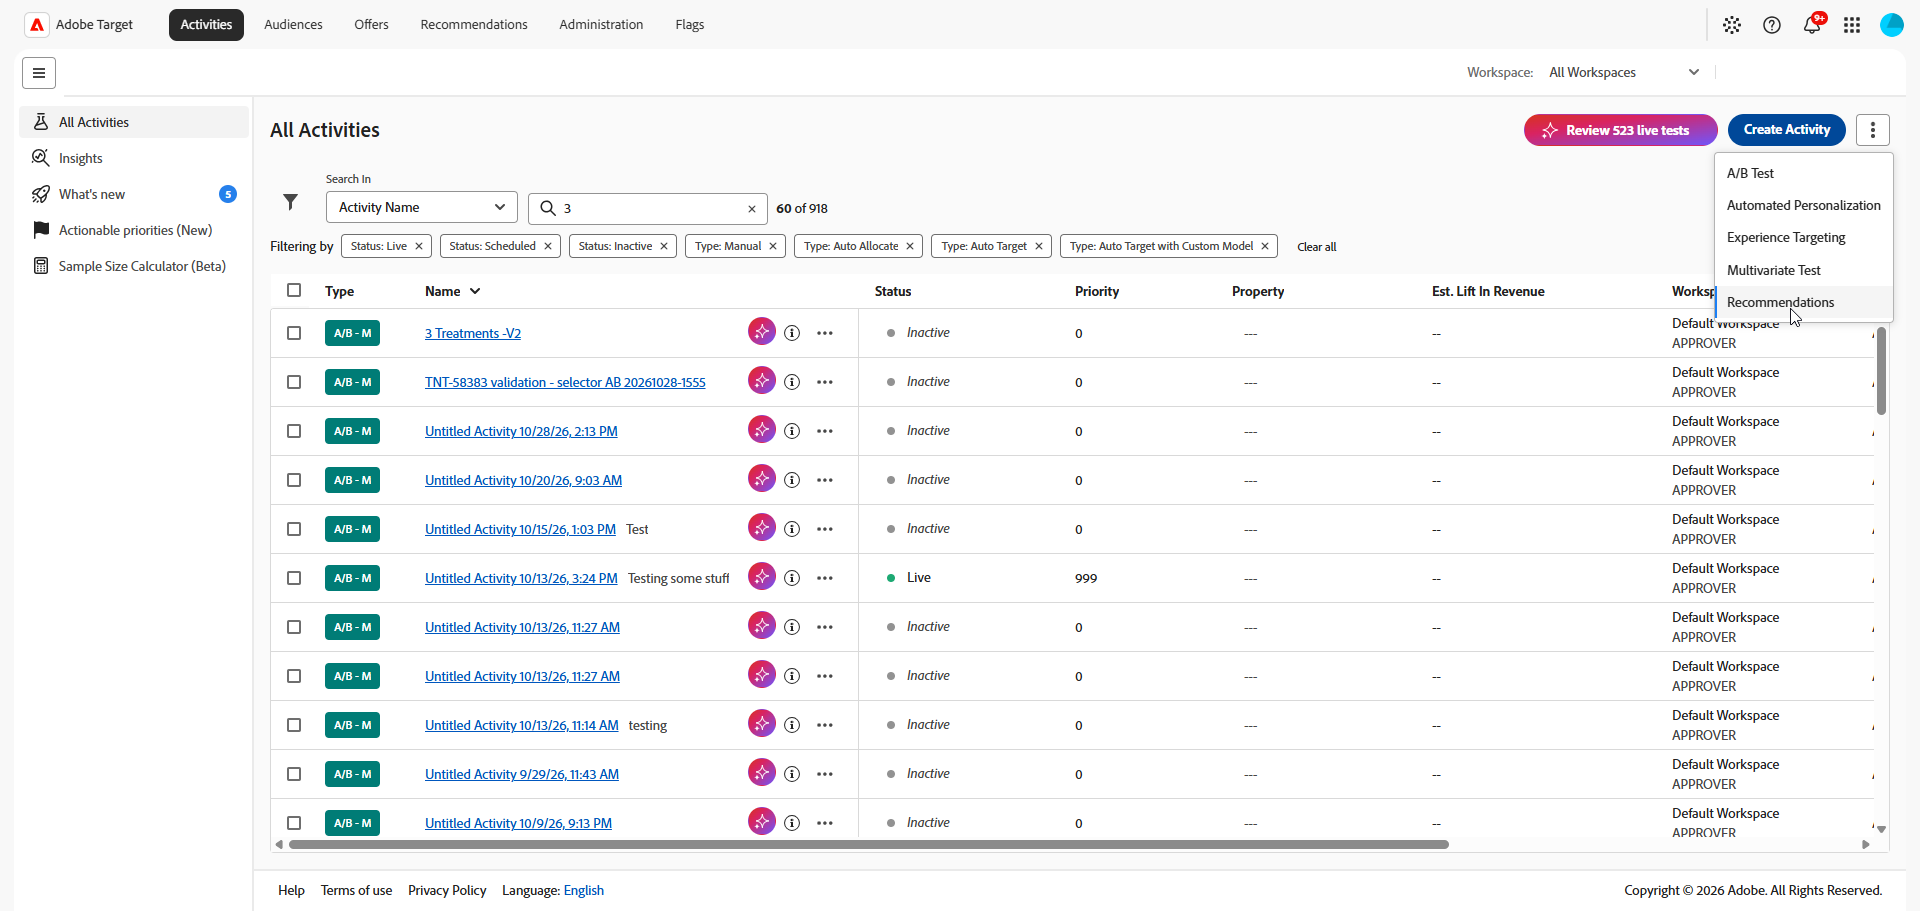 Adobe Target
Activities
Audiences
Offers
Recommendations
Administration
Flags
9+
Workspace: All Workspaces
All Activities
Insights
What's new
5
Actionable priorities (New)
Sample Size Calculator (Beta)
All Activities
Review 523 live tests
Create Activity
A/B Test
Automated Personalization
Experience Targeting
Multivariate Test
Recommendations
Search In
Activity Name
3
60 of 918
Filtering by
Status: Live
Status: Scheduled
Status: Inactive
Type: Manual
Type: Auto Allocate
Type: Auto Target
Type: Auto Target with Custom Model
Clear all
Type Name Status Priority Property Est. Lift In Revenue Worksp
A/B - M 3 Treatments -V2 Inactive 0 --- -- Default Workspace
APPROVER
A/B - M TNT-58383 validation - selector AB 20261028-1555 Inactive 0 --- -- Default Workspace
APPROVER
A/B - M Untitled Activity 10/28/26, 2:13 PM Inactive 0 --- -- Default Workspace
APPROVER
A/B - M Untitled Activity 10/20/26, 9:03 AM Inactive 0 --- -- Default Workspace
APPROVER
A/B - M Untitled Activity 10/15/26, 1:03 PM Test Inactive 0 --- -- Default Workspace
APPROVER
A/B - M Untitled Activity 10/13/26, 3:24 PM Testing some stuff Live 999 --- -- Default Workspace
APPROVER
A/B - M Untitled Activity 10/13/26, 11:27 AM Inactive 0 --- -- Default Workspace
APPROVER
A/B - M Untitled Activity 10/13/26, 11:27 AM Inactive 0 --- -- Default Workspace
APPROVER
A/B - M Untitled Activity 10/13/26, 11:14 AM testing Inactive 0 --- -- Default Workspace
APPROVER
A/B - M Untitled Activity 9/29/26, 11:43 AM Inactive 0 --- -- Default Workspace
APPROVER
A/B - M Untitled Activity 10/9/26, 9:13 PM Inactive 0 --- -- Default Workspace
APPROVER
Help Terms of use Privacy Policy Language: English
Copyright © 2026 Adobe. All Rights Reserved.